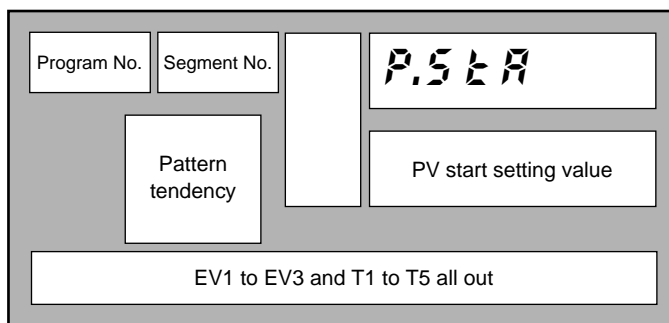 Program No.
Segment No.
P.StA
Pattern
tendency
PV start setting value
EV1 to EV3 and T1 to T5 all out